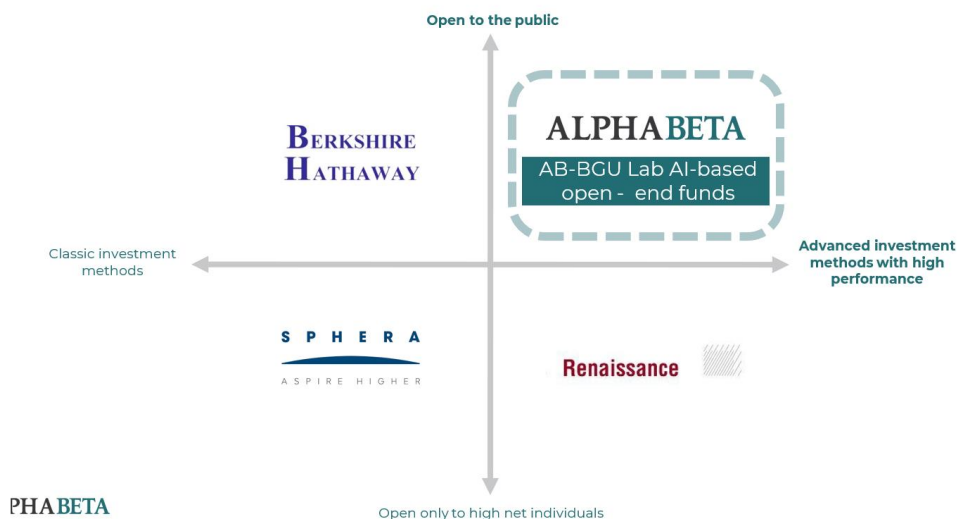 Open to the public
BERKSHIRE
HATHAWAY
ALPHABETA
AB-BGU Lab AI-based
open - end funds
Classic investment
methods
Advanced investment
methods with high
performance
SPHERA
ASPIRE HIGHER
Renaissance
PHABETA
Open only to high net individuals